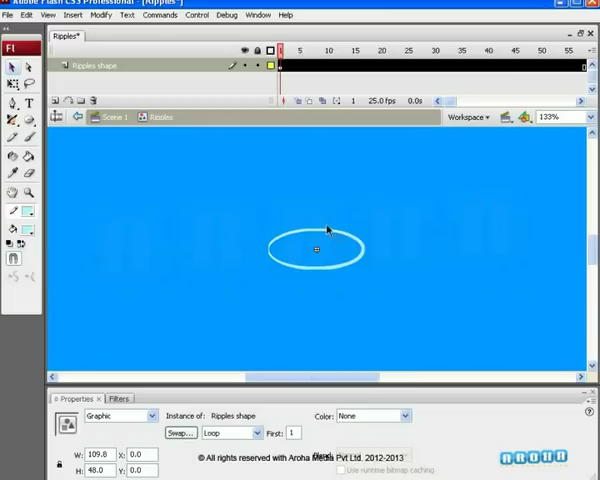 Adobe Flash CS3 Professional - [Ripples*]
File Edit View Insert Modify Text Commands Control Debug Window Help
Fl
Ripples*
1 5 10 15 20 25 30 35 40 45 50 55
Ripples shape
1 25.0 fps 0.0s
Scene 1 Ripples Workspace 133%
T
Properties × Filters
Graphic Instance of: Ripples shape Color: None
Swap... Loop First: 1
W: 109.8 X: 0.0
H: 48.0 Y: 0.0
© All rights reserved with Aroha Media Pvt Ltd. 2012-2013
Use runtime bitmap caching